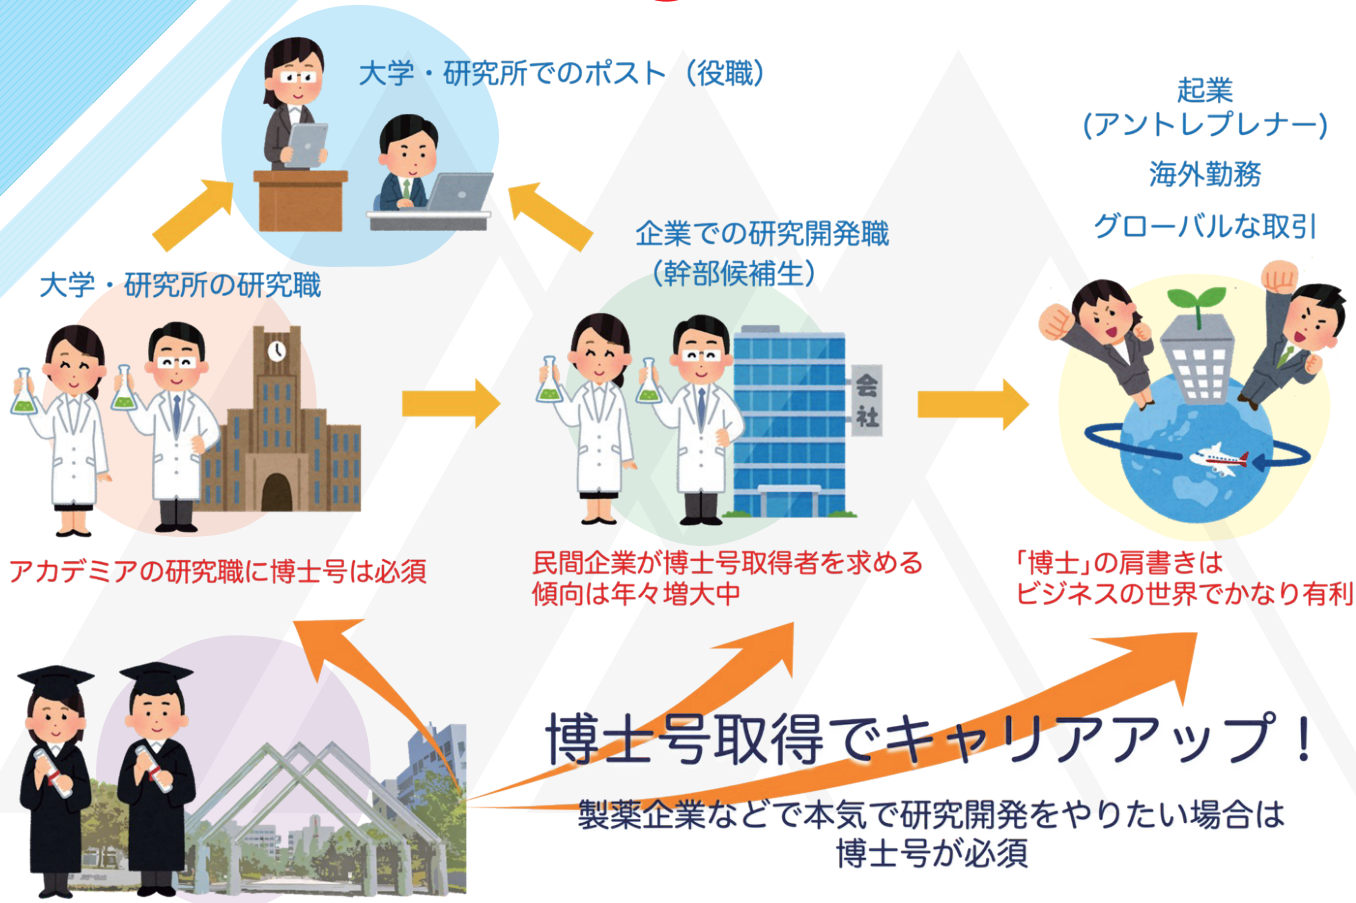 大学・研究所でのポスト（役職）
起業
(アントレプレナー)
海外勤務
グローバルな取引
企業での研究開発職
（幹部候補生）
大学・研究所の研究職
会社
アカデミアの研究職に博士号は必須
民間企業が博士号取得者を求める
傾向は年々増大中
「博士」の肩書きは
ビジネスの世界でかなり有利
博士号取得でキャリアアップ！
製薬企業などで本気で研究開発をやりたい場合は
博士号が必須